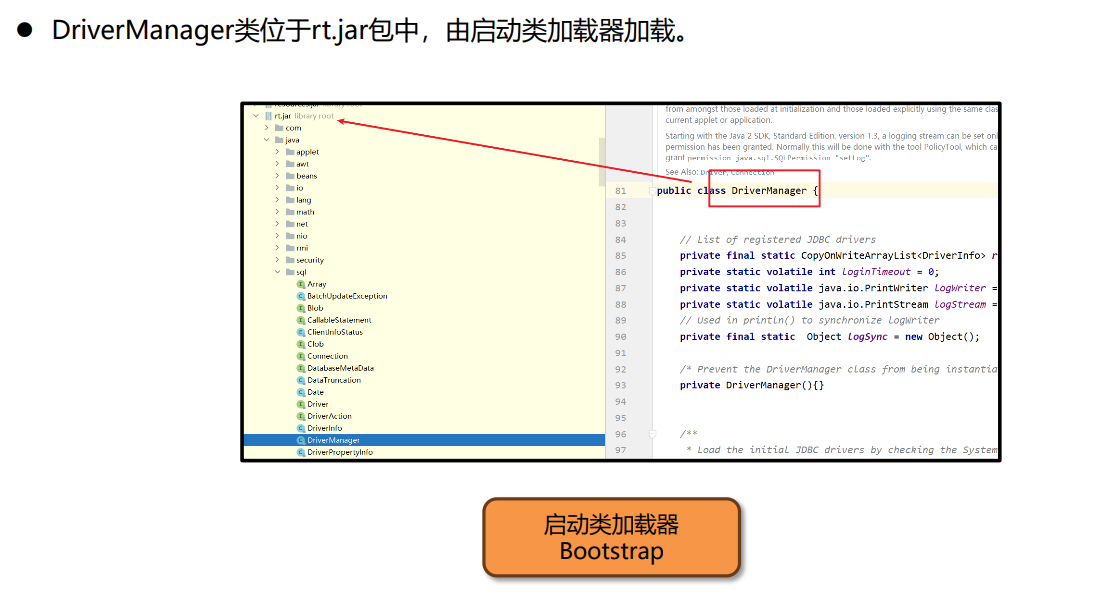 ● DriverManager类位于rt.jar包中，由启动类加载器加载。
rt.jar library root
com
java
applet
awt
beans
io
lang
math
net
nio
rmi
security
sql
Array
BatchUpdateException
Blob
CallableStatement
ClientInfoStatus
Clob
Connection
DatabaseMetaData
DataTruncation
Date
Driver
DriverAction
DriverInfo
DriverManager
DriverPropertyInfo
from amongst those loaded at initialization and those loaded explicitly using the same clas
current applet or application.
Starting with the Java 2 SDK, Standard Edition, version 1.3, a logging stream can be set onl
permission has been granted. Normally this will be done with the tool PolicyTool, which ca
grant permission java.sql.SQLPermission "setLog".
See Also: Driver, Connection
81 public class DriverManager {
82
83
84 // List of registered JDBC drivers
85 private final static CopyOnWriteArrayList<DriverInfo> r
86 private static volatile int loginTimeout = 0;
87 private static volatile java.io.PrintWriter logWriter =
88 private static volatile java.io.PrintStream logStream =
89 // Used in println() to synchronize logWriter
90 private final static  Object logSync = new Object();
91
92 /* Prevent the DriverManager class from being instantia
93 private DriverManager(){}
94
95
96 /**
97 * Load the initial JDBC drivers by checking the System
启动类加载器
Bootstrap